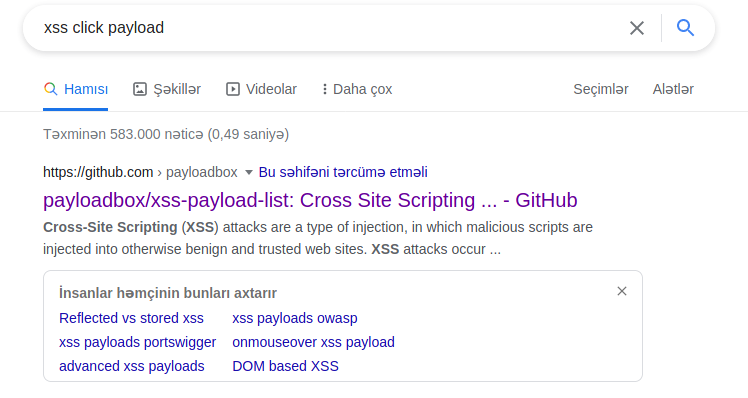 xss click payload
Hamısı Şəkillər Videolar Daha çox Seçimlər Alətlər
Təxminən 583.000 nəticə (0,49 saniyə)
https://github.com › payloadbox Bu səhifəni tərcümə etməli
payloadbox/xss-payload-list: Cross Site Scripting ... - GitHub
Cross-Site Scripting (XSS) attacks are a type of injection, in which malicious scripts are
injected into otherwise benign and trusted web sites. XSS attacks occur ...
İnsanlar həmçinin bunları axtarır
Reflected vs stored xss xss payloads owasp
xss payloads portswigger onmouseover xss payload
advanced xss payloads DOM based XSS